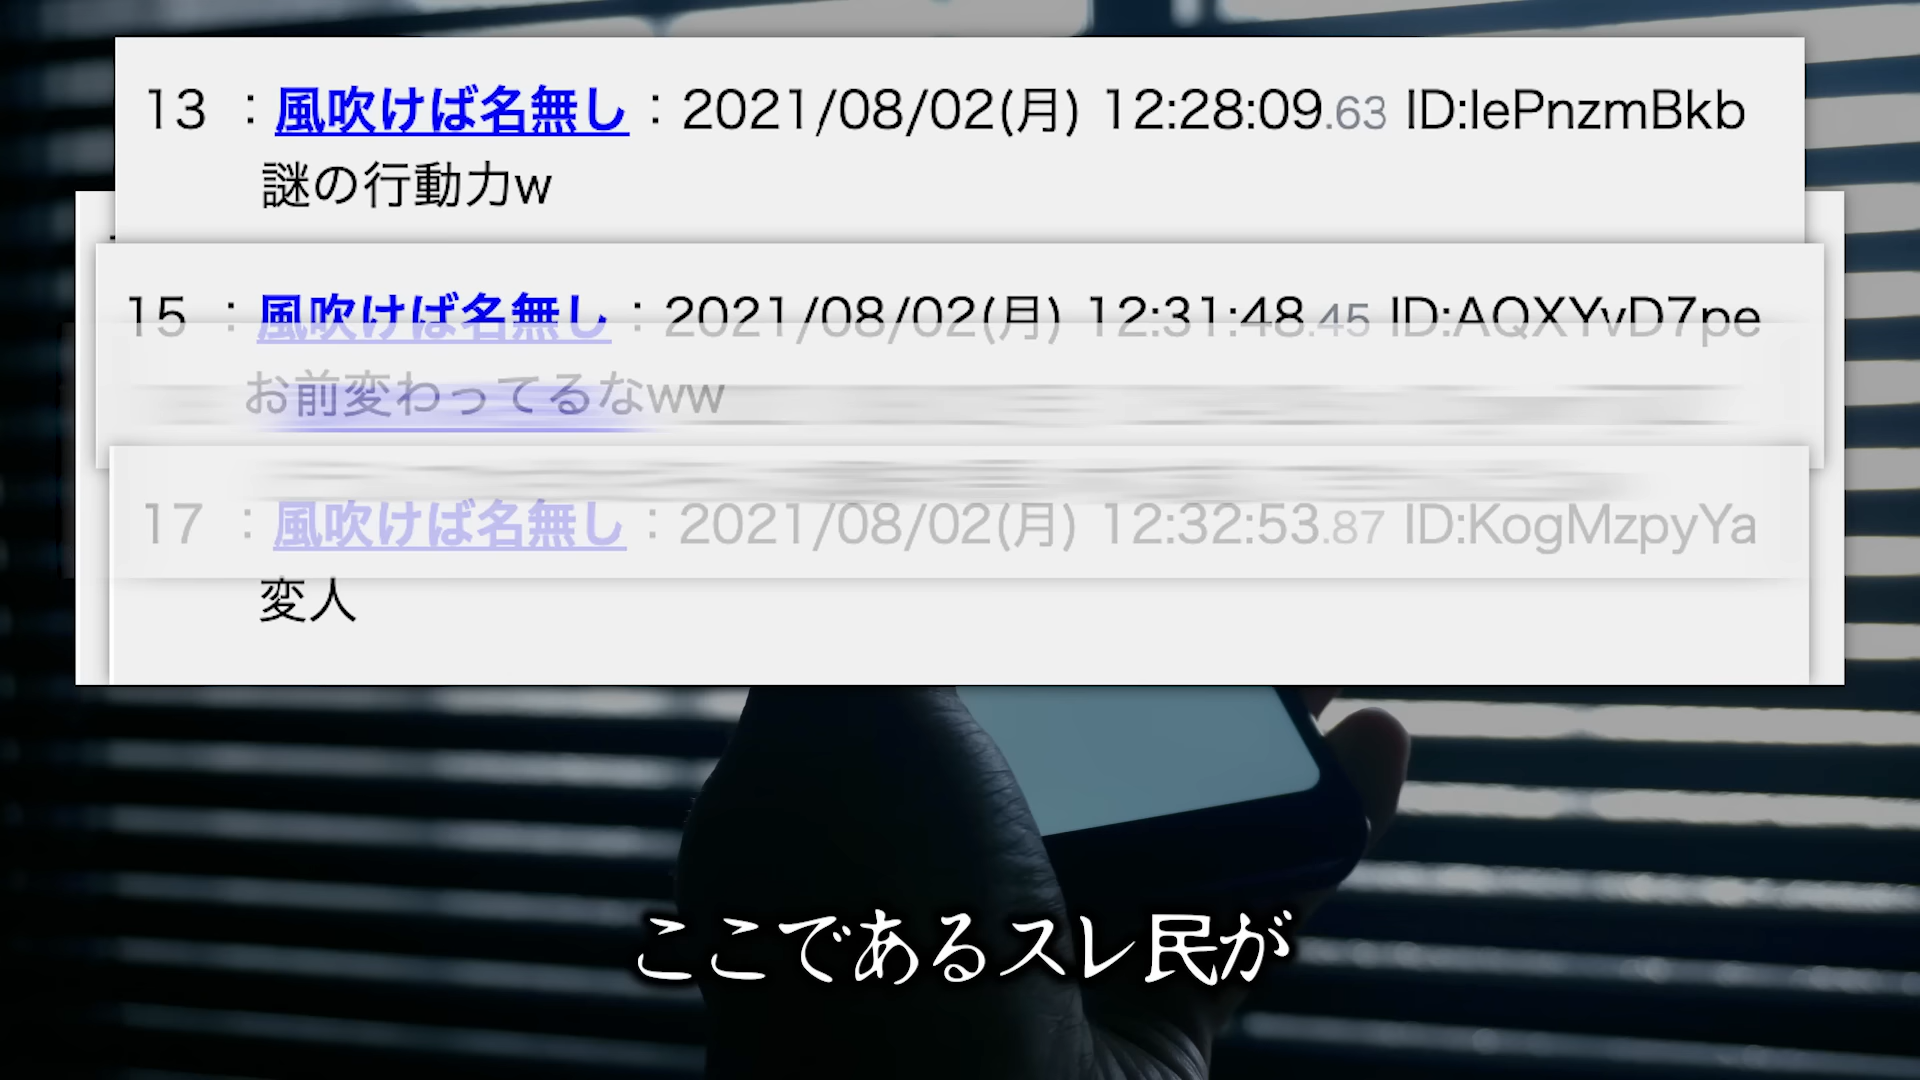 13 ：風吹けば名無し：2021/08/02(月) 12:28:09.63 ID:lePnzmBkb
謎の行動力w
15 ：風吹けば名無し：2021/08/02(月) 12:31:48.45 ID:AQXYvD7pe
お前変わってるなww
17 ：風吹けば名無し：2021/08/02(月) 12:32:53.87 ID:KogMzpyYa
変人
ここであるスレ民が